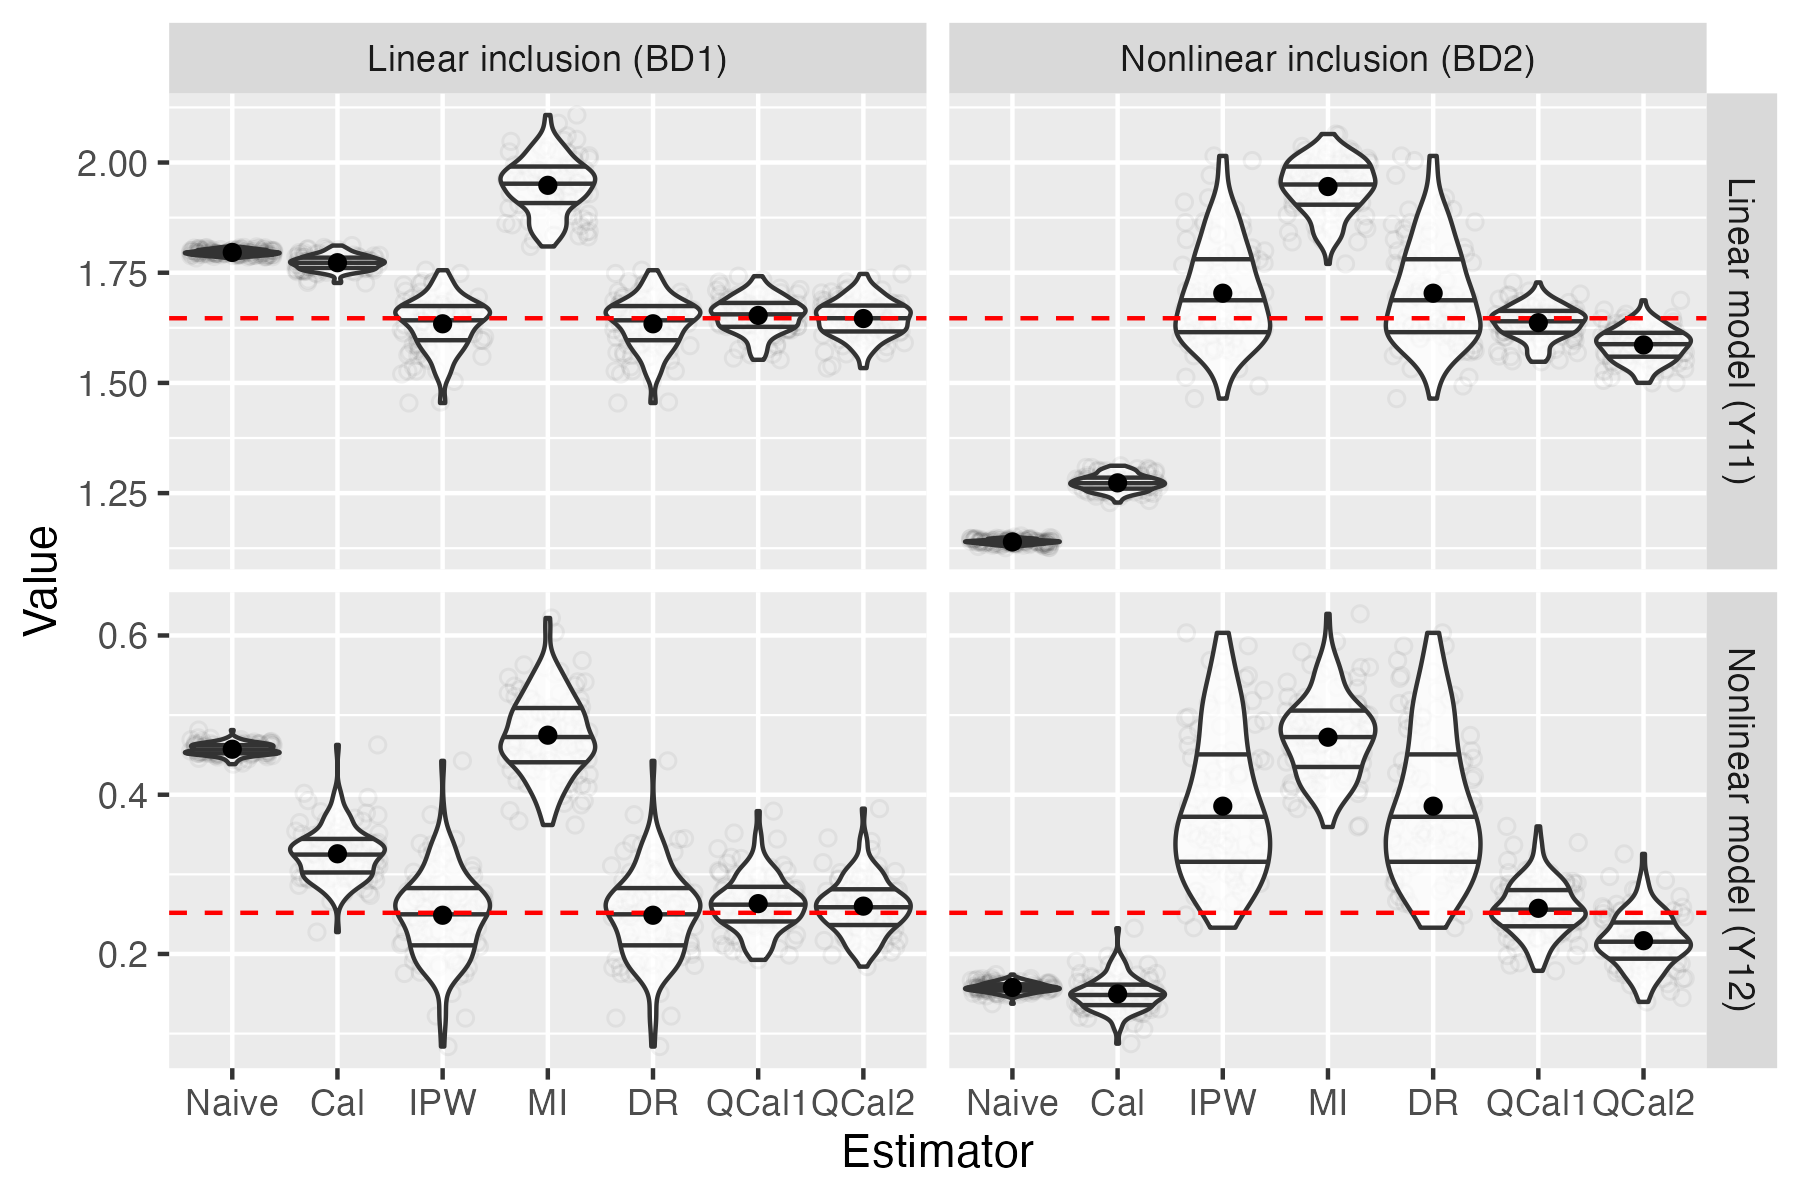 Linear inclusion (BD1)
Nonlinear inclusion (BD2)
Value
2.00
1.75
1.50
1.25
Linear model (Y11)
0.6
0.4
0.2
Nonlinear model (Y12)
Naive Cal IPW MI DR QCal1 QCal2
Naive Cal IPW MI DR QCal1 QCal2
Estimator